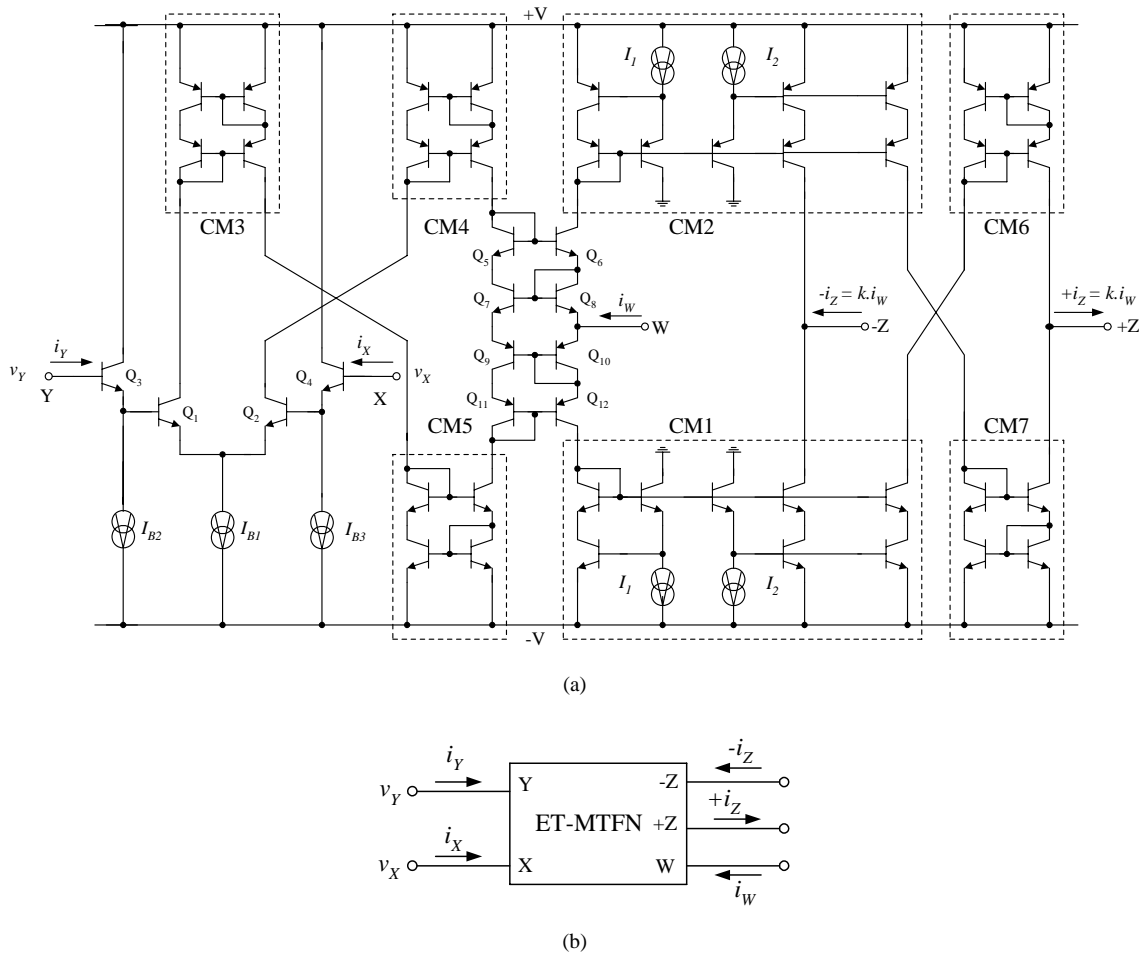 +V
I1 I2
CM3 CM4 CM2 CM6
Q5 Q6
Q7 Q8
iW W
-iZ = k.iW -Z
+iZ = k.iW +Z
iY iX
vY Y Q3 Q4 X vX
Q9 Q10
Q1 Q2
Q11 Q12
CM5 CM1 CM7
IB2 IB1 IB3
I1 I2
-V
(a)
iY -iZ
vY Y -Z
ET-MTFN +Z +iZ
iX
vX X W
iW
(b)